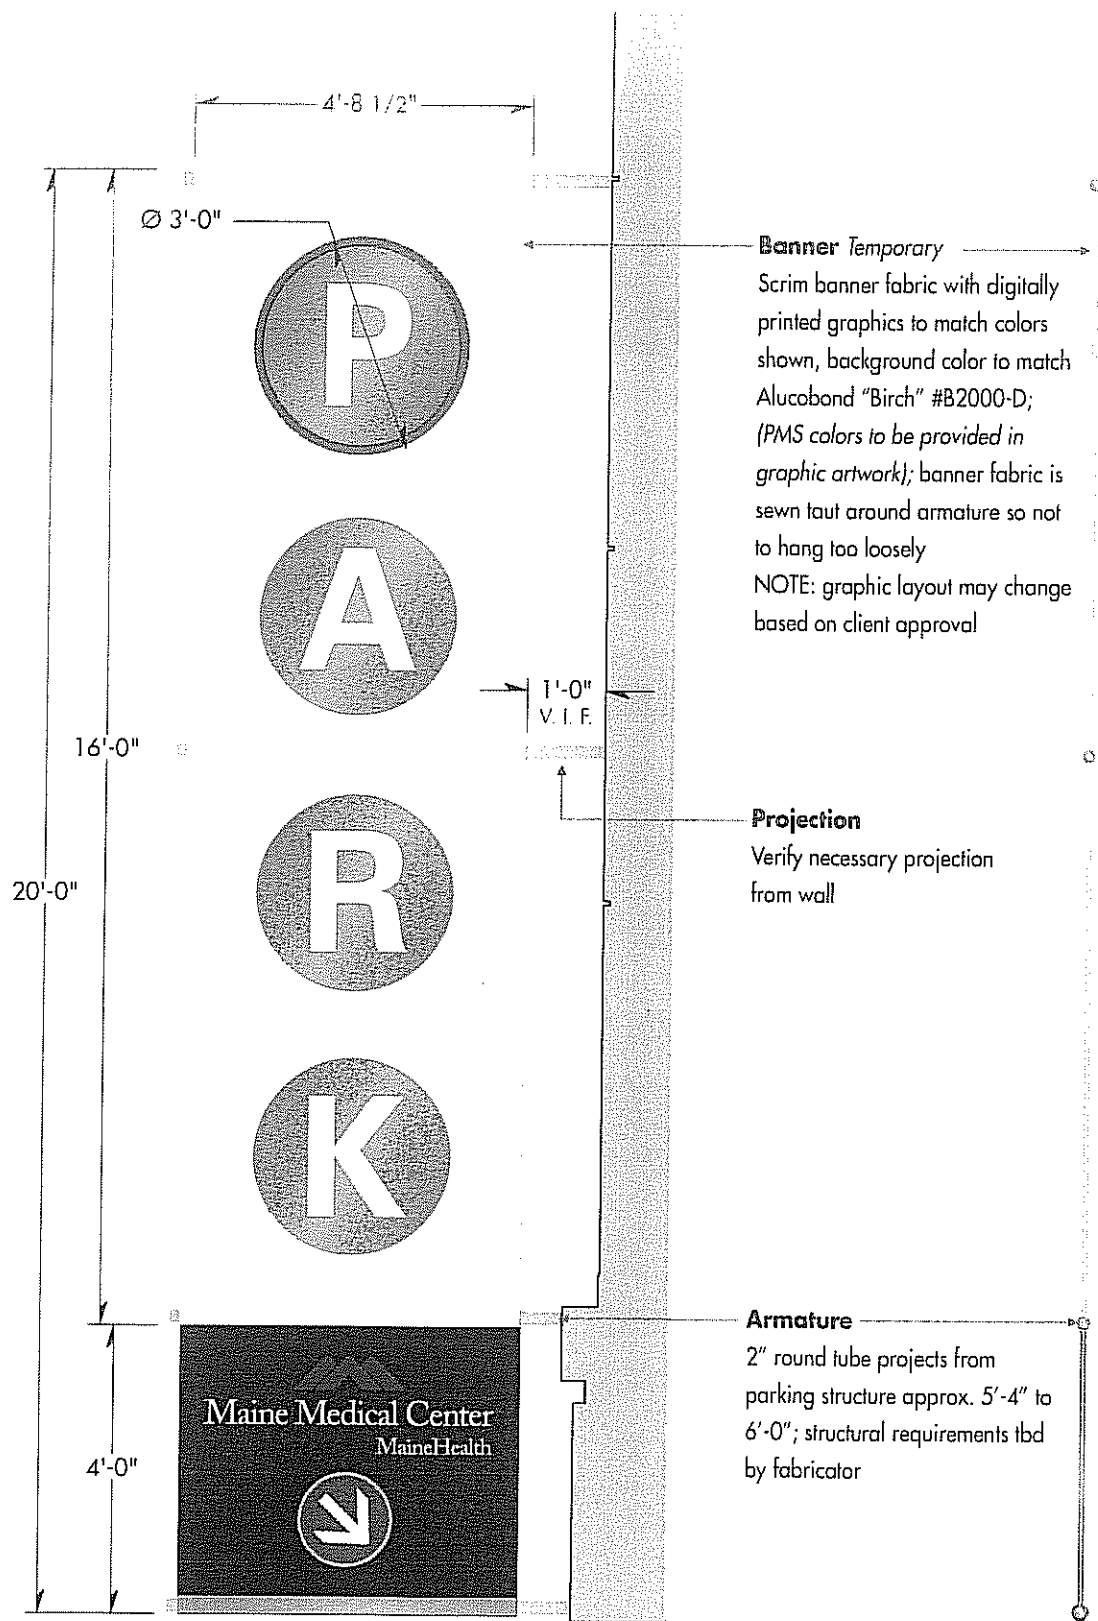 4'-8 1/2"
Ø 3'-0"
P
A
R
K
16'-0"
20'-0"
4'-0"
1'-0"
V. I. F.
Banner Temporary
Scrim banner fabric with digitally
printed graphics to match colors
shown, background color to match
Alucobond "Birch" #B2000-D;
(PMS colors to be provided in
graphic artwork); banner fabric is
sewn taut around armature so not
to hang too loosely
NOTE: graphic layout may change
based on client approval
Projection
Verify necessary projection
from wall
Armature
2" round tube projects from
parking structure approx. 5'-4" to
6'-0"; structural requirements tbd
by fabricator
Maine Medical Center
MaineHealth